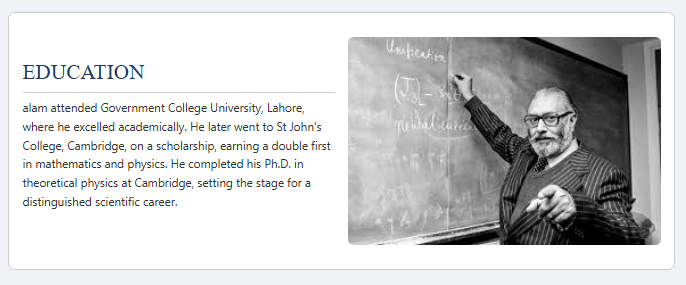 EDUCATION
alam attended Government College University, Lahore,
where he excelled academically. He later went to St John's
College, Cambridge, on a scholarship, earning a double first
in mathematics and physics. He completed his Ph.D. in
theoretical physics at Cambridge, setting the stage for a
distinguished scientific career.
Unification